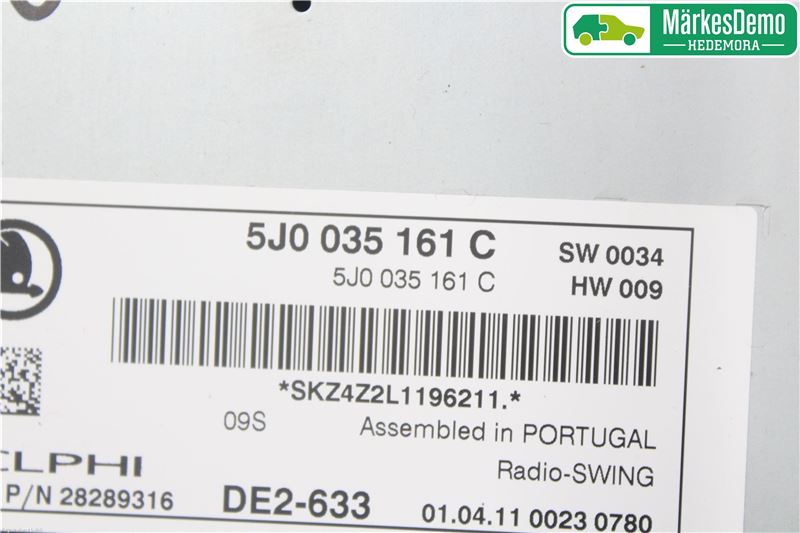 MärkesDemo
HEDEMORA
5J0 035 161 C
SW 0034
5J0 035 161 C
HW 009
*SKZ4Z2L1196211.*
09S
Assembled in PORTUGAL
Radio-SWING
P/N 28289316
DE2-633
01.04.11 0023 0780